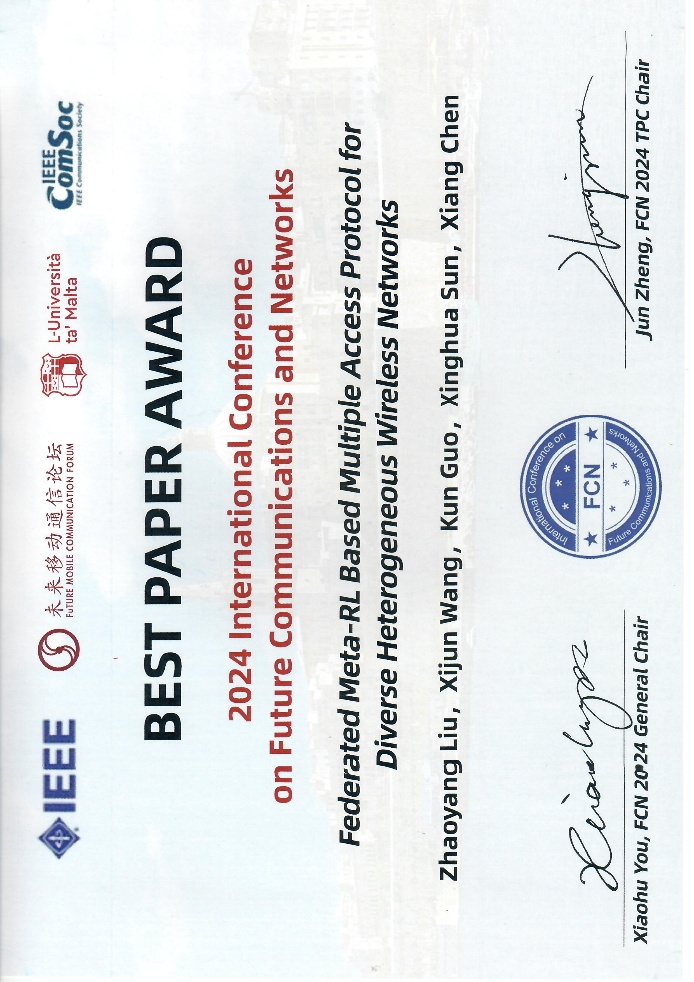 IEEE
未来移动通信论坛
FUTURE MOBILE COMMUNICATION FORUM
L-Università
ta' Malta
IEEE
ComSoc
IEEE Communications Society
BEST PAPER AWARD
2024 International Conference
on Future Communications and Networks
Federated Meta-RL Based Multiple Access Protocol for
Diverse Heterogeneous Wireless Networks
Zhaoyang Liu, Xijun Wang, Kun Guo, Xinghua Sun, Xiang Chen
International Conference on
FCN
Future Communications and Networks
Xiaohu You, FCN 2024 General Chair
Jun Zheng, FCN 2024 TPC Chair